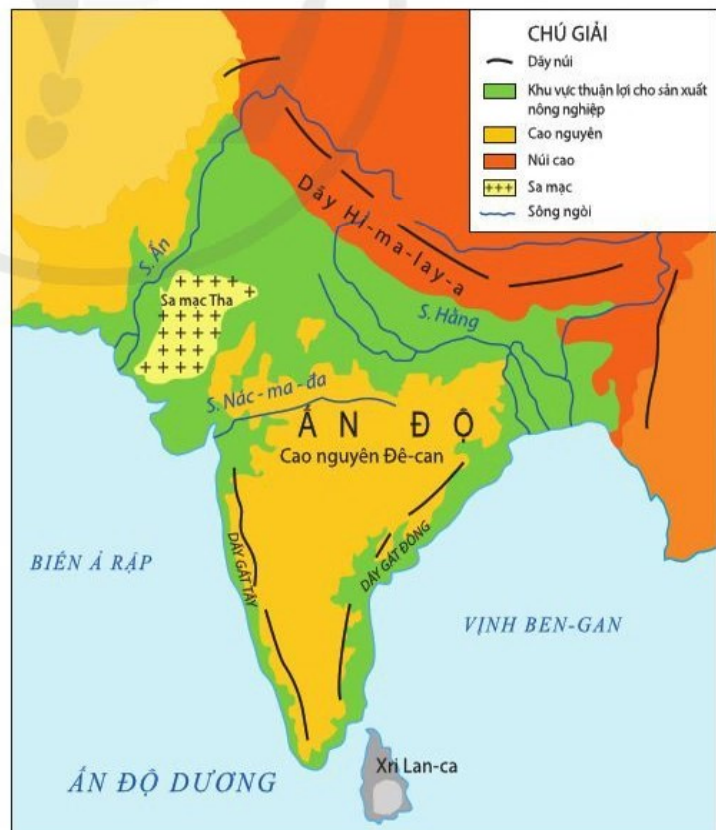 CHÚ GIẢI
Dãy núi
Khu vực thuận lợi cho sản xuất
nông nghiệp
Cao nguyên
Núi cao
Sa mạc
Sông ngòi
S. Ấn
Sa mạc Tha
Dãy Hi-ma-lay-a
S. Hằng
S. Nác-ma-đa
ẤN ĐỘ
Cao nguyên Đê-can
DÃY GÁT TÂY
DÃY GÁT ĐÔNG
BIỂN Ả RẬP
VỊNH BEN-GAN
Xri Lan-ca
ẤN ĐỘ DƯƠNG